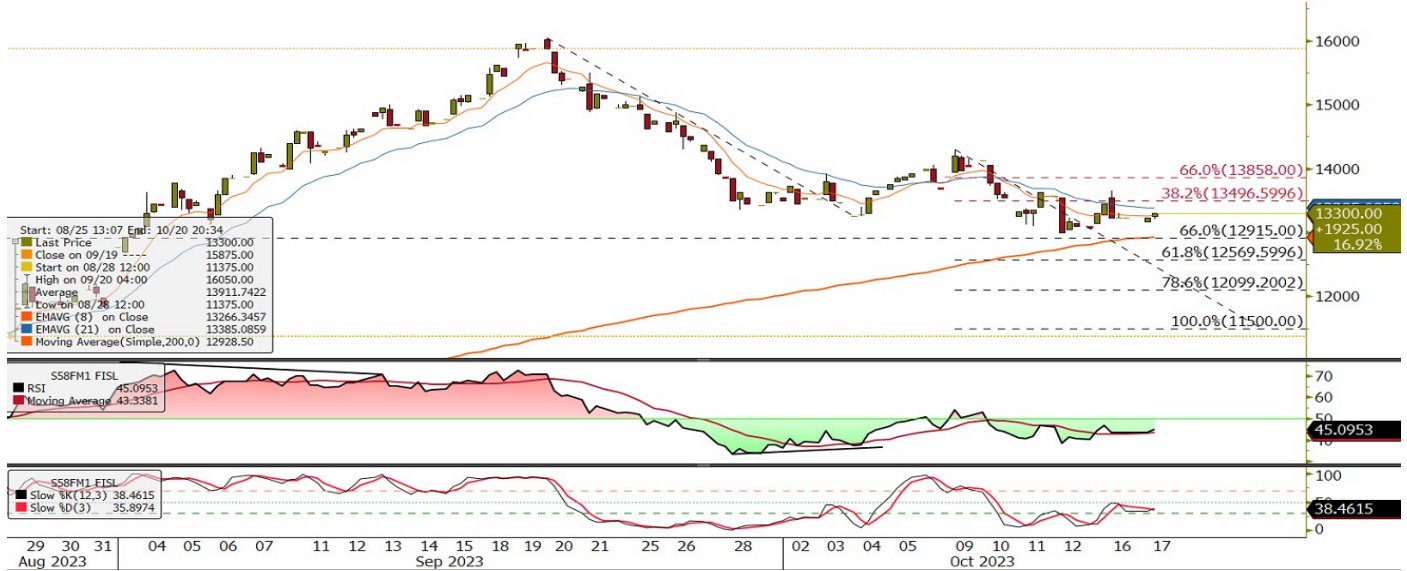 16000
15000
14000
66.0%(13858.00)
38.2%(13496.5996)
13300.00
+1925.00
16.92%
66.0%(12915.00)
61.8%(12569.5996)
78.6%(12099.2002)
12000
100.0%(11500.00)
Start: 08/25 13:07 End: 10/20 20:34
Last Price 13300.00
Close on 09/19 ---- 15875.00
Start on 08/28 12:00 11375.00
High on 09/20 04:00 16050.00
Average 13911.7422
Low on 08/28 12:00 11375.00
EMAVG (8) on Close 13266.3457
EMAVG (21) on Close 13385.0859
Moving Average(Simple,200,0) 12928.50
S58FM1 FISL
RSI 45.0953
Moving Average 43.3381
70
60
50
45.0953
S58FM1 FISL
Slow %K(12,3) 38.4615
Slow %D(3) 35.8974
100
38.4615
0
29 30 31 04 05 06 07 11 12 13 14 15 18 19 20 21 25 26 28 02 03 04 05 09 10 11 12 16 17
Aug 2023 Sep 2023 Oct 2023